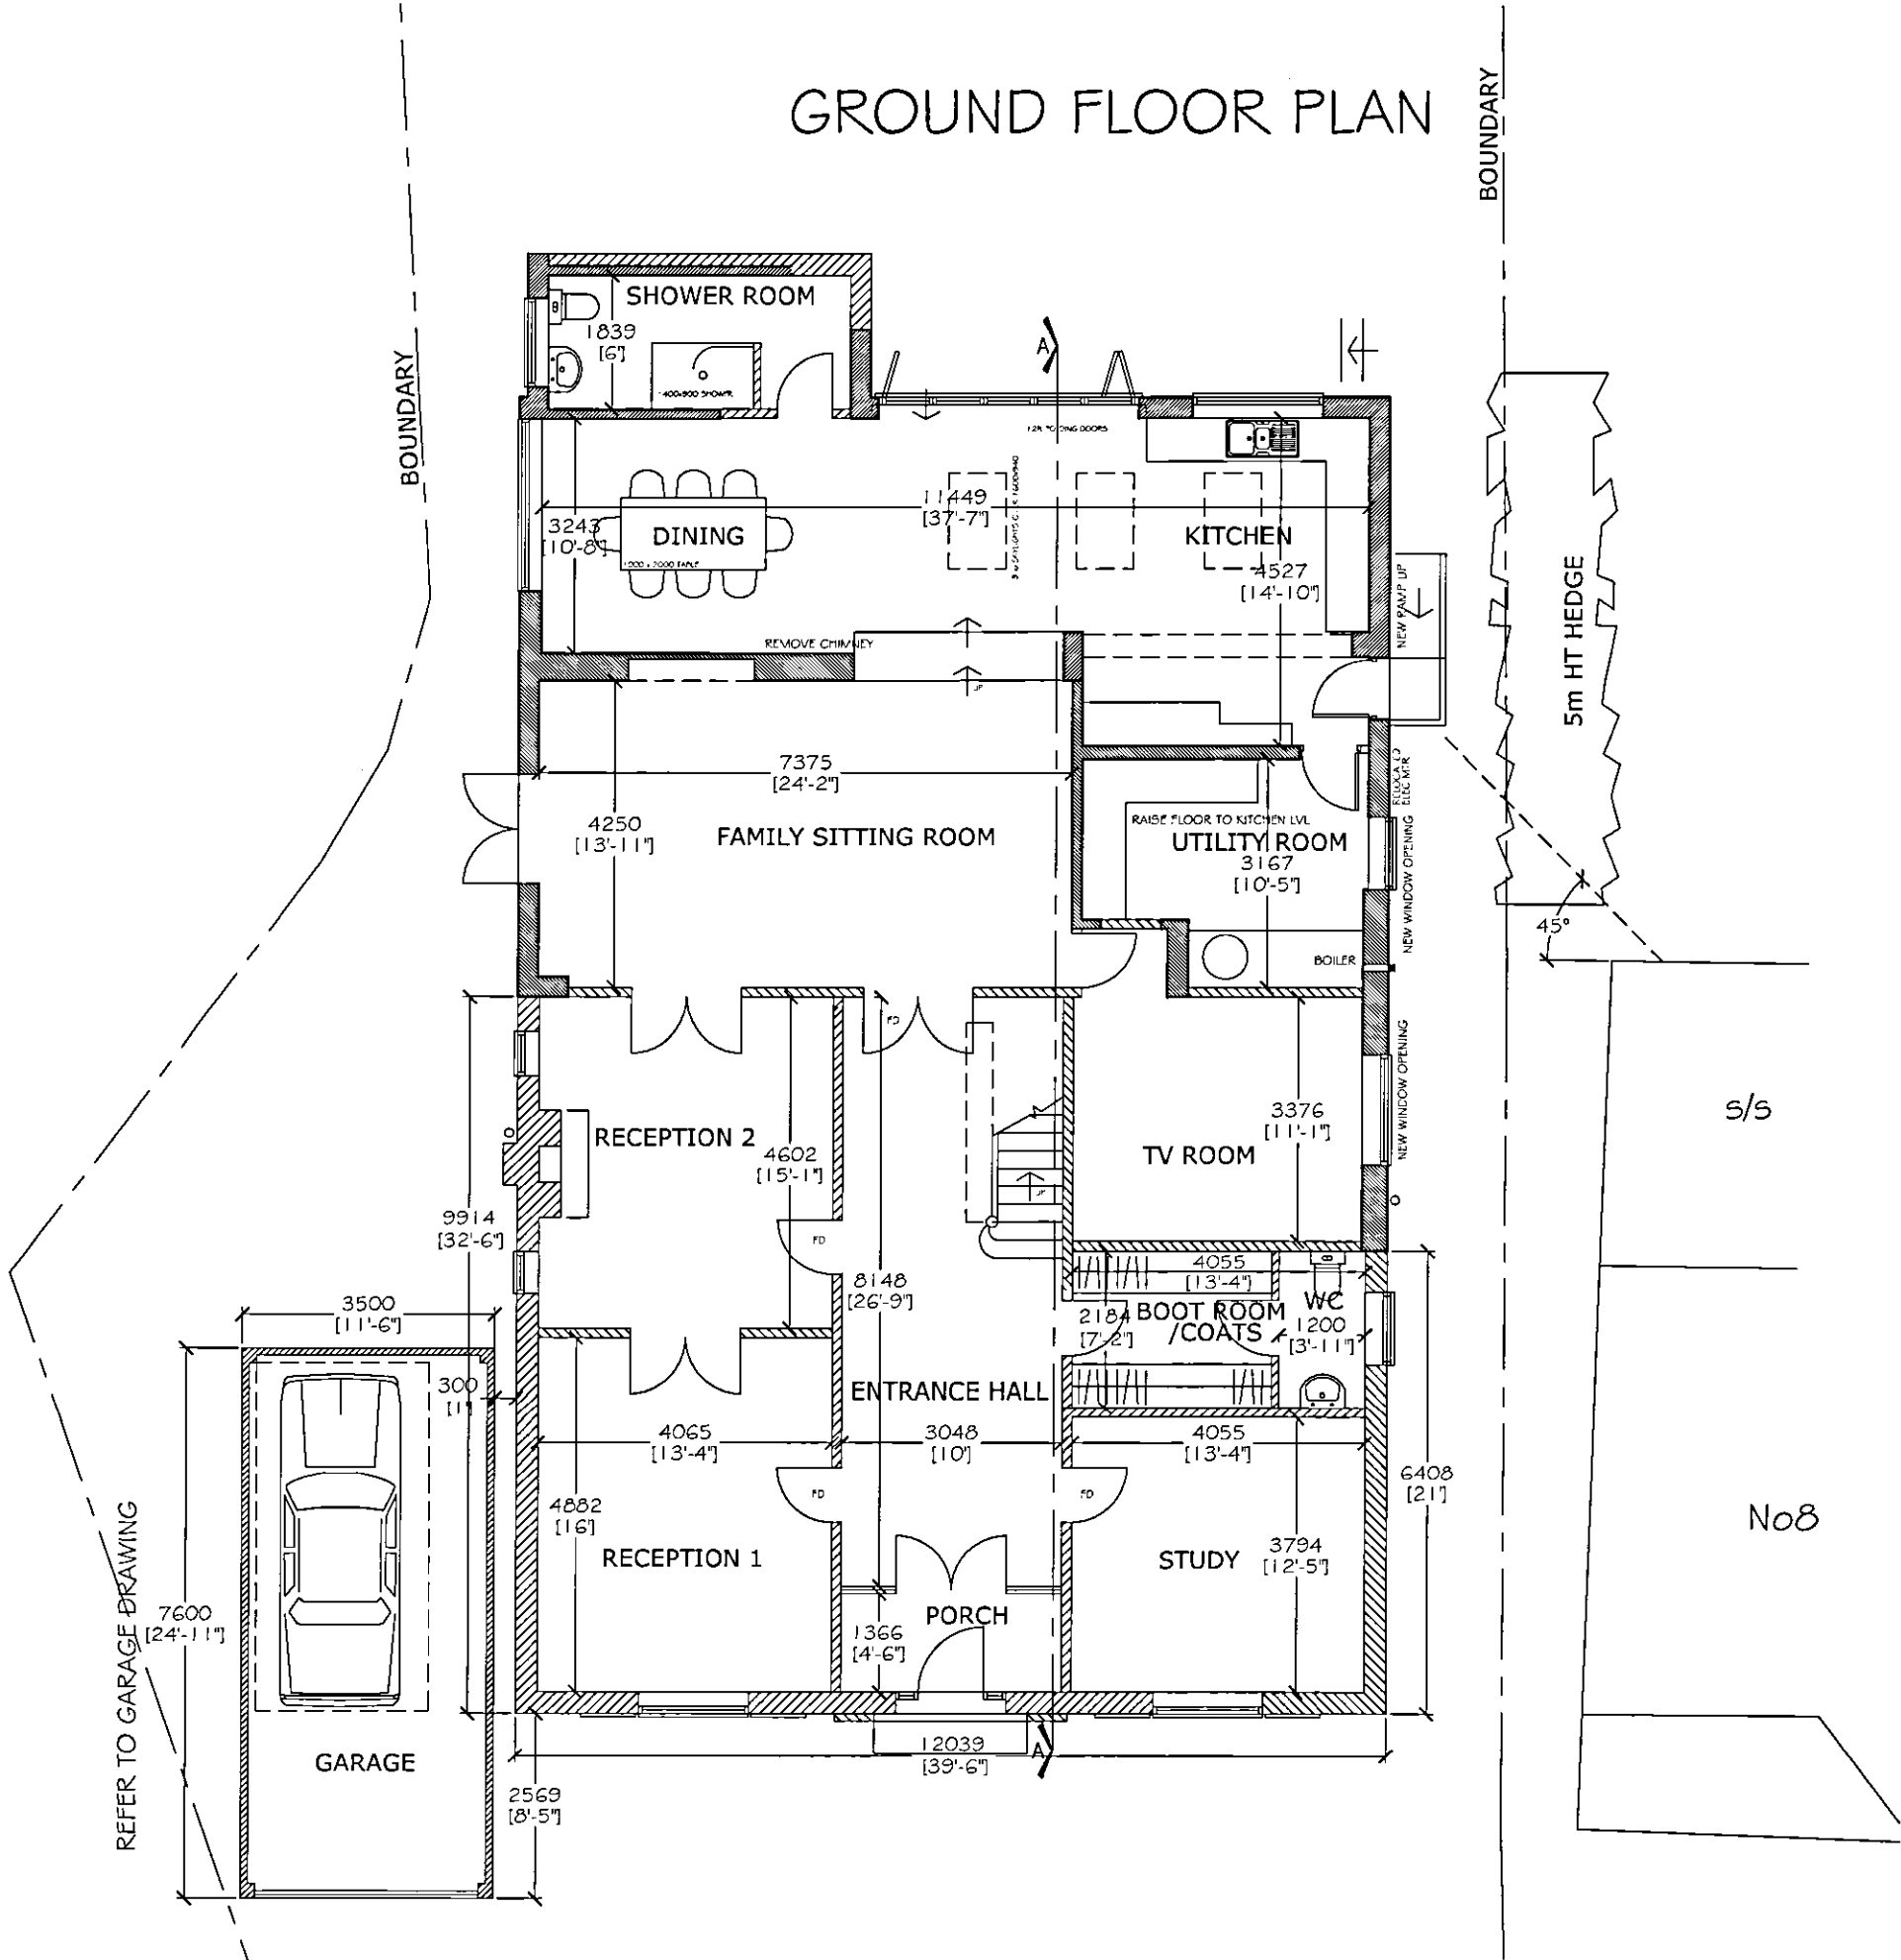 GROUND FLOOR PLAN
BOUNDARY
BOUNDARY
SHOWER ROOM
1839
[6']
1400x900 SHOWER
A
DINING
3243
[10'-8"]
11449
[37'-7"]
KITCHEN
4527
[14'-10"]
REMOVE CHIMNEY
NEW RAMP UP
5m HT HEDGE
7375
[24'-2"]
4250
[13'-11"]
FAMILY SITTING ROOM
RAISE FLOOR TO KITCHEN LVL
UTILITY ROOM
3167
[10'-5"]
ELEC MTR
NEW WINDOW OPENING
BOILER
45°
FD
RECEPTION 2
4602
[15'-1"]
FD
9914
[32'-6"]
8148
[26'-9"]
3376
[11'-1"]
TV ROOM
NEW WINDOW OPENING
s/s
4055
[13'-4"]
2184
[7'-2"]
BOOT ROOM
/COATS
WC
1200
[3'-11"]
3500
[11'-6"]
300
[1']
ENTRANCE HALL
4065
[13'-4"]
3048
[10']
4055
[13'-4"]
6408
[21']
FD
FD
4882
[16']
RECEPTION 1
STUDY
3794
[12'-5"]
No8
PORCH
1366
[4'-6"]
7600
[24'-11"]
REFER TO GARAGE DRAWING
GARAGE
12039
[39'-6"]
A
2569
[8'-5"]